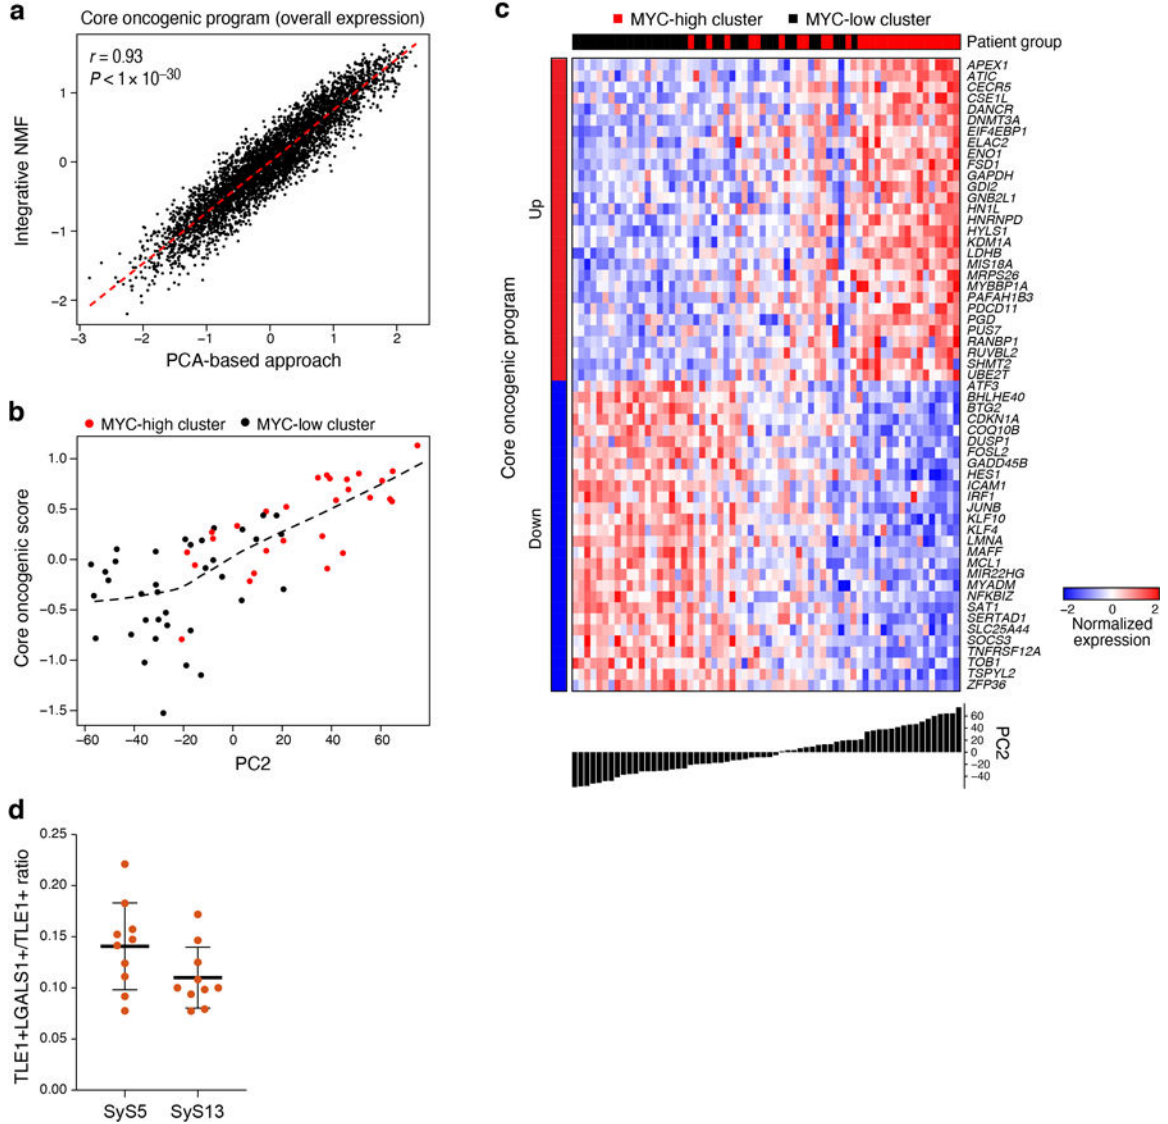 a
Core oncogenic program (overall expression)
r = 0.93
P < 1 × 10⁻³⁰
Integrative NMF
1
0
−1
−2
−3
−2
−1
0
1
2
PCA-based approach
b
MYC-high cluster
MYC-low cluster
Core oncogenic score
1.0
0.5
0.0
−0.5
−1.0
−1.5
−60
−40
−20
0
20
40
60
PC2
c
MYC-high cluster
MYC-low cluster
Patient group
Core oncogenic program
Up
Down
APEX1
ATIC
CECR5
CSE1L
DANCR
DNMT3A
EIF4EBP1
ELAC2
ENO1
FSD1
GAPDH
GDI2
GNB2L1
HN1L
HNRNPD
HYLS1
KDM1A
LDHB
MIS18A
MRPS26
MYBBP1A
PAFAH1B3
PDCD11
PGD
PUS7
RANBP1
RUVBL2
SHMT2
UBE2T
ATF3
BHLHE40
BTG2
CDKN1A
COQ10B
DUSP1
FOSL2
GADD45B
HES1
ICAM1
IRF1
JUNB
KLF10
KLF4
LMNA
MAFF
MCL1
MIR22HG
MYADM
NFKBIZ
SAT1
SERTAD1
SLC25A44
SOCS3
TNFRSF12A
TOB1
TSPYL2
ZFP36
−2
0
2
Normalized
expression
60
40
20
0
−20
−40
PC2
d
TLE1+LGALS1+/TLE1+ ratio
0.25
0.20
0.15
0.10
0.05
0.00
SyS5
SyS13